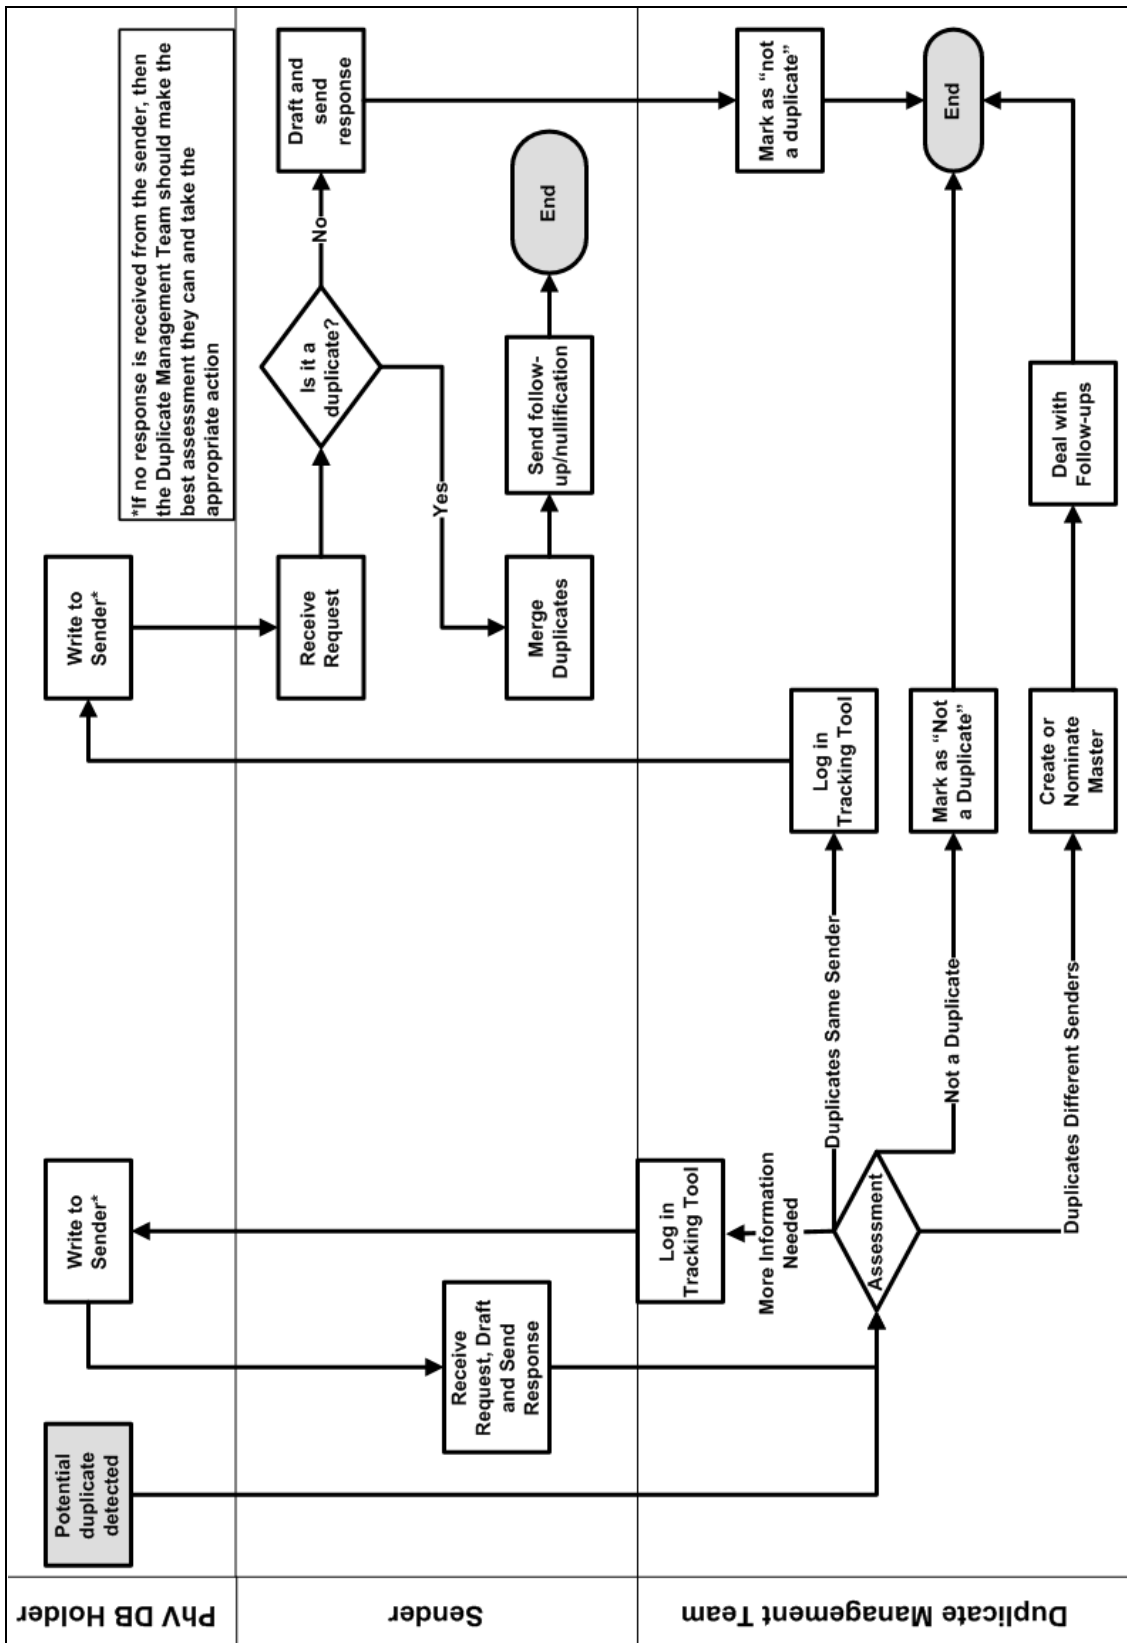 PhV DB Holder
Potential
duplicate
detected
Write to
Sender*
Write to
Sender*
*If no response is received from the sender, then
the Duplicate Management Team should make the
best assessment they can and take the
appropriate action
Sender
Receive
Request, Draft
and Send
Response
Receive
Request
Is it a
duplicate?
No
Draft and
send
response
Yes
Merge
Duplicates
Send follow-
up/nullification
End
Duplicate Management Team
Assessment
More Information
Needed
Log in
Tracking Tool
Duplicates Same Sender
Log in
Tracking Tool
Mark as "not
a duplicate"
Not a Duplicate
Mark as “Not
a Duplicate”
End
Duplicates Different Senders
Create or
Nominate
Master
Deal with
Follow-ups